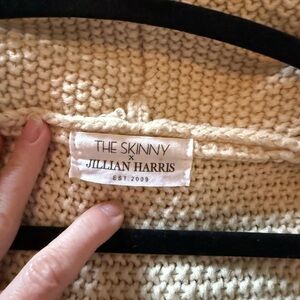 THE SKINNY
×
JILLIAN HARRIS
EST. 2009